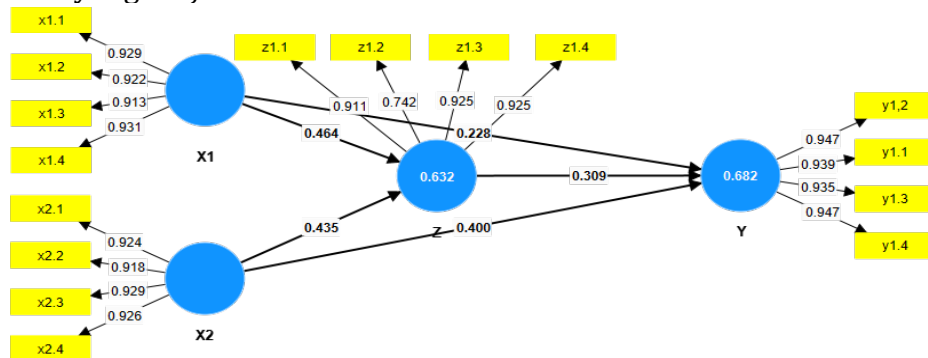 x1.1
x1.2
x1.3
x1.4
0.929
0.922
0.913
0.931
X1
z1.1
z1.2
z1.3
z1.4
0.911
0.742
0.925
0.925
0.464
0.228
0.632
Z
0.309
0.435
0.400
x2.1
x2.2
x2.3
x2.4
0.924
0.918
0.929
0.926
X2
0.682
Y
0.947
0.939
0.935
0.947
y1,2
y1.1
y1.3
y1.4